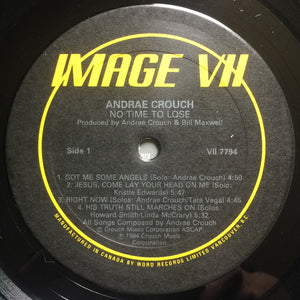 IMAGE VII
ANDRAE CROUCH
NO TIME TO LOSE
Produced by Andrae Crouch & Bill Maxwell
Side 1
VII 7794
1. GOT ME SOME ANGELS (Solo: Andrae Crouch) 4:50
2. JESUS, COME LAY YOUR HEAD ON ME (Solo:
Kristle Edwards) 5:45
3. RIGHT NOW (Solo: Andrae Crouch/Tata Vega) 4:45
4. HIS TRUTH STILL MARCHES ON (Solos:
Howard Smith-Linda McCrary) 5:32
All Songs Composed by Andrae Crouch
© Crouch Music Corporation ASCAP
℗ 1984 Crouch Music
Corporation
MANUFACTURED IN CANADA BY WORD RECORDS LIMITED VANCOUVER, B.C.